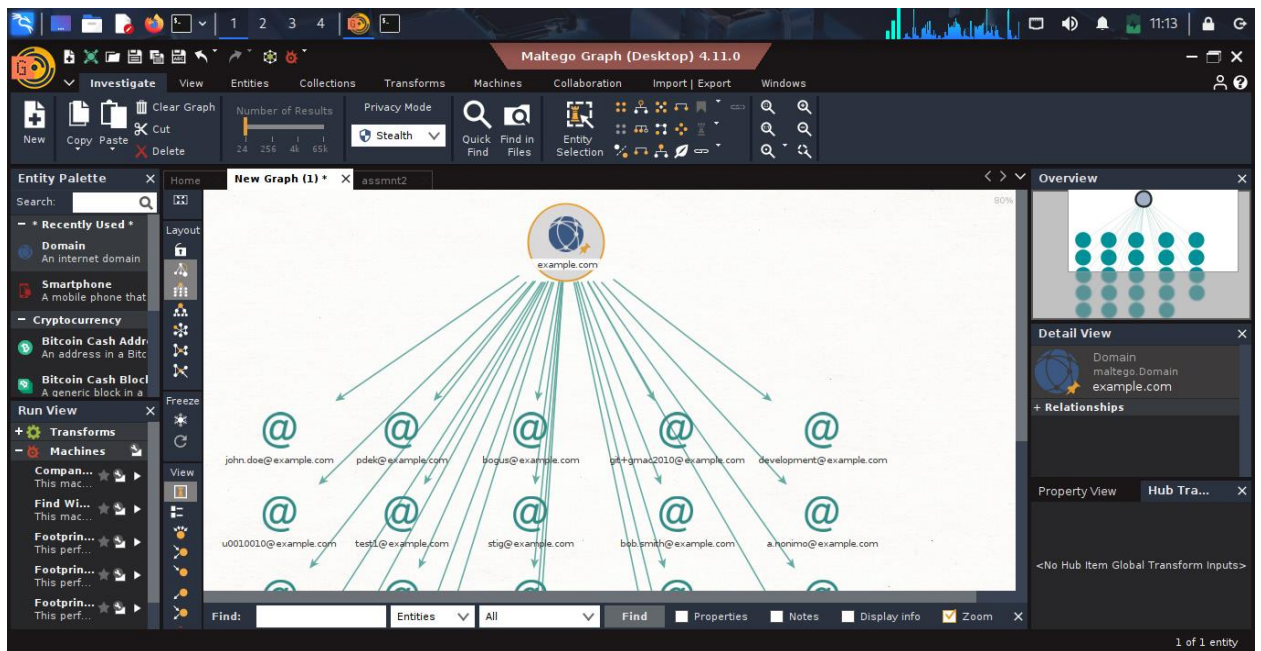 1 2 3 4
11:13
Maltego Graph (Desktop) 4.11.0
Investigate View Entities Collections Transforms Machines Collaboration Import | Export Windows
New
Copy Paste
Clear Graph
Cut
Delete
Number of Results
24 256 4k 65k
Privacy Mode
Stealth
Quick Find
Find in Files
Entity Selection
Entity Palette
Search:
* Recently Used *
Domain
An internet domain
Smartphone
A mobile phone that
Cryptocurrency
Bitcoin Cash Addr
An address in a Bitc
Bitcoin Cash Blocl
A generic block in a
Run View
Transforms
Machines
Compan...
This mac...
Find Wi...
This mac...
Footprin...
This perf...
Footprin...
This perf...
Footprin...
This perf...
Home New Graph (1) * assmnt2
Layout
Freeze
View
80%
example.com
john.doe@example.com pdek@example.com bogus@example.com git+gmac2010@example.com development@example.com
u0010010@example.com test1@example.com stig@example.com bob.smith@example.com a.nonimo@example.com
Find: Entities All Find Properties Notes Display info Zoom
Overview
Detail View
Domain
maltego.Domain
example.com
+ Relationships
Property View Hub Tra...
<No Hub Item Global Transform Inputs>
1 of 1 entity